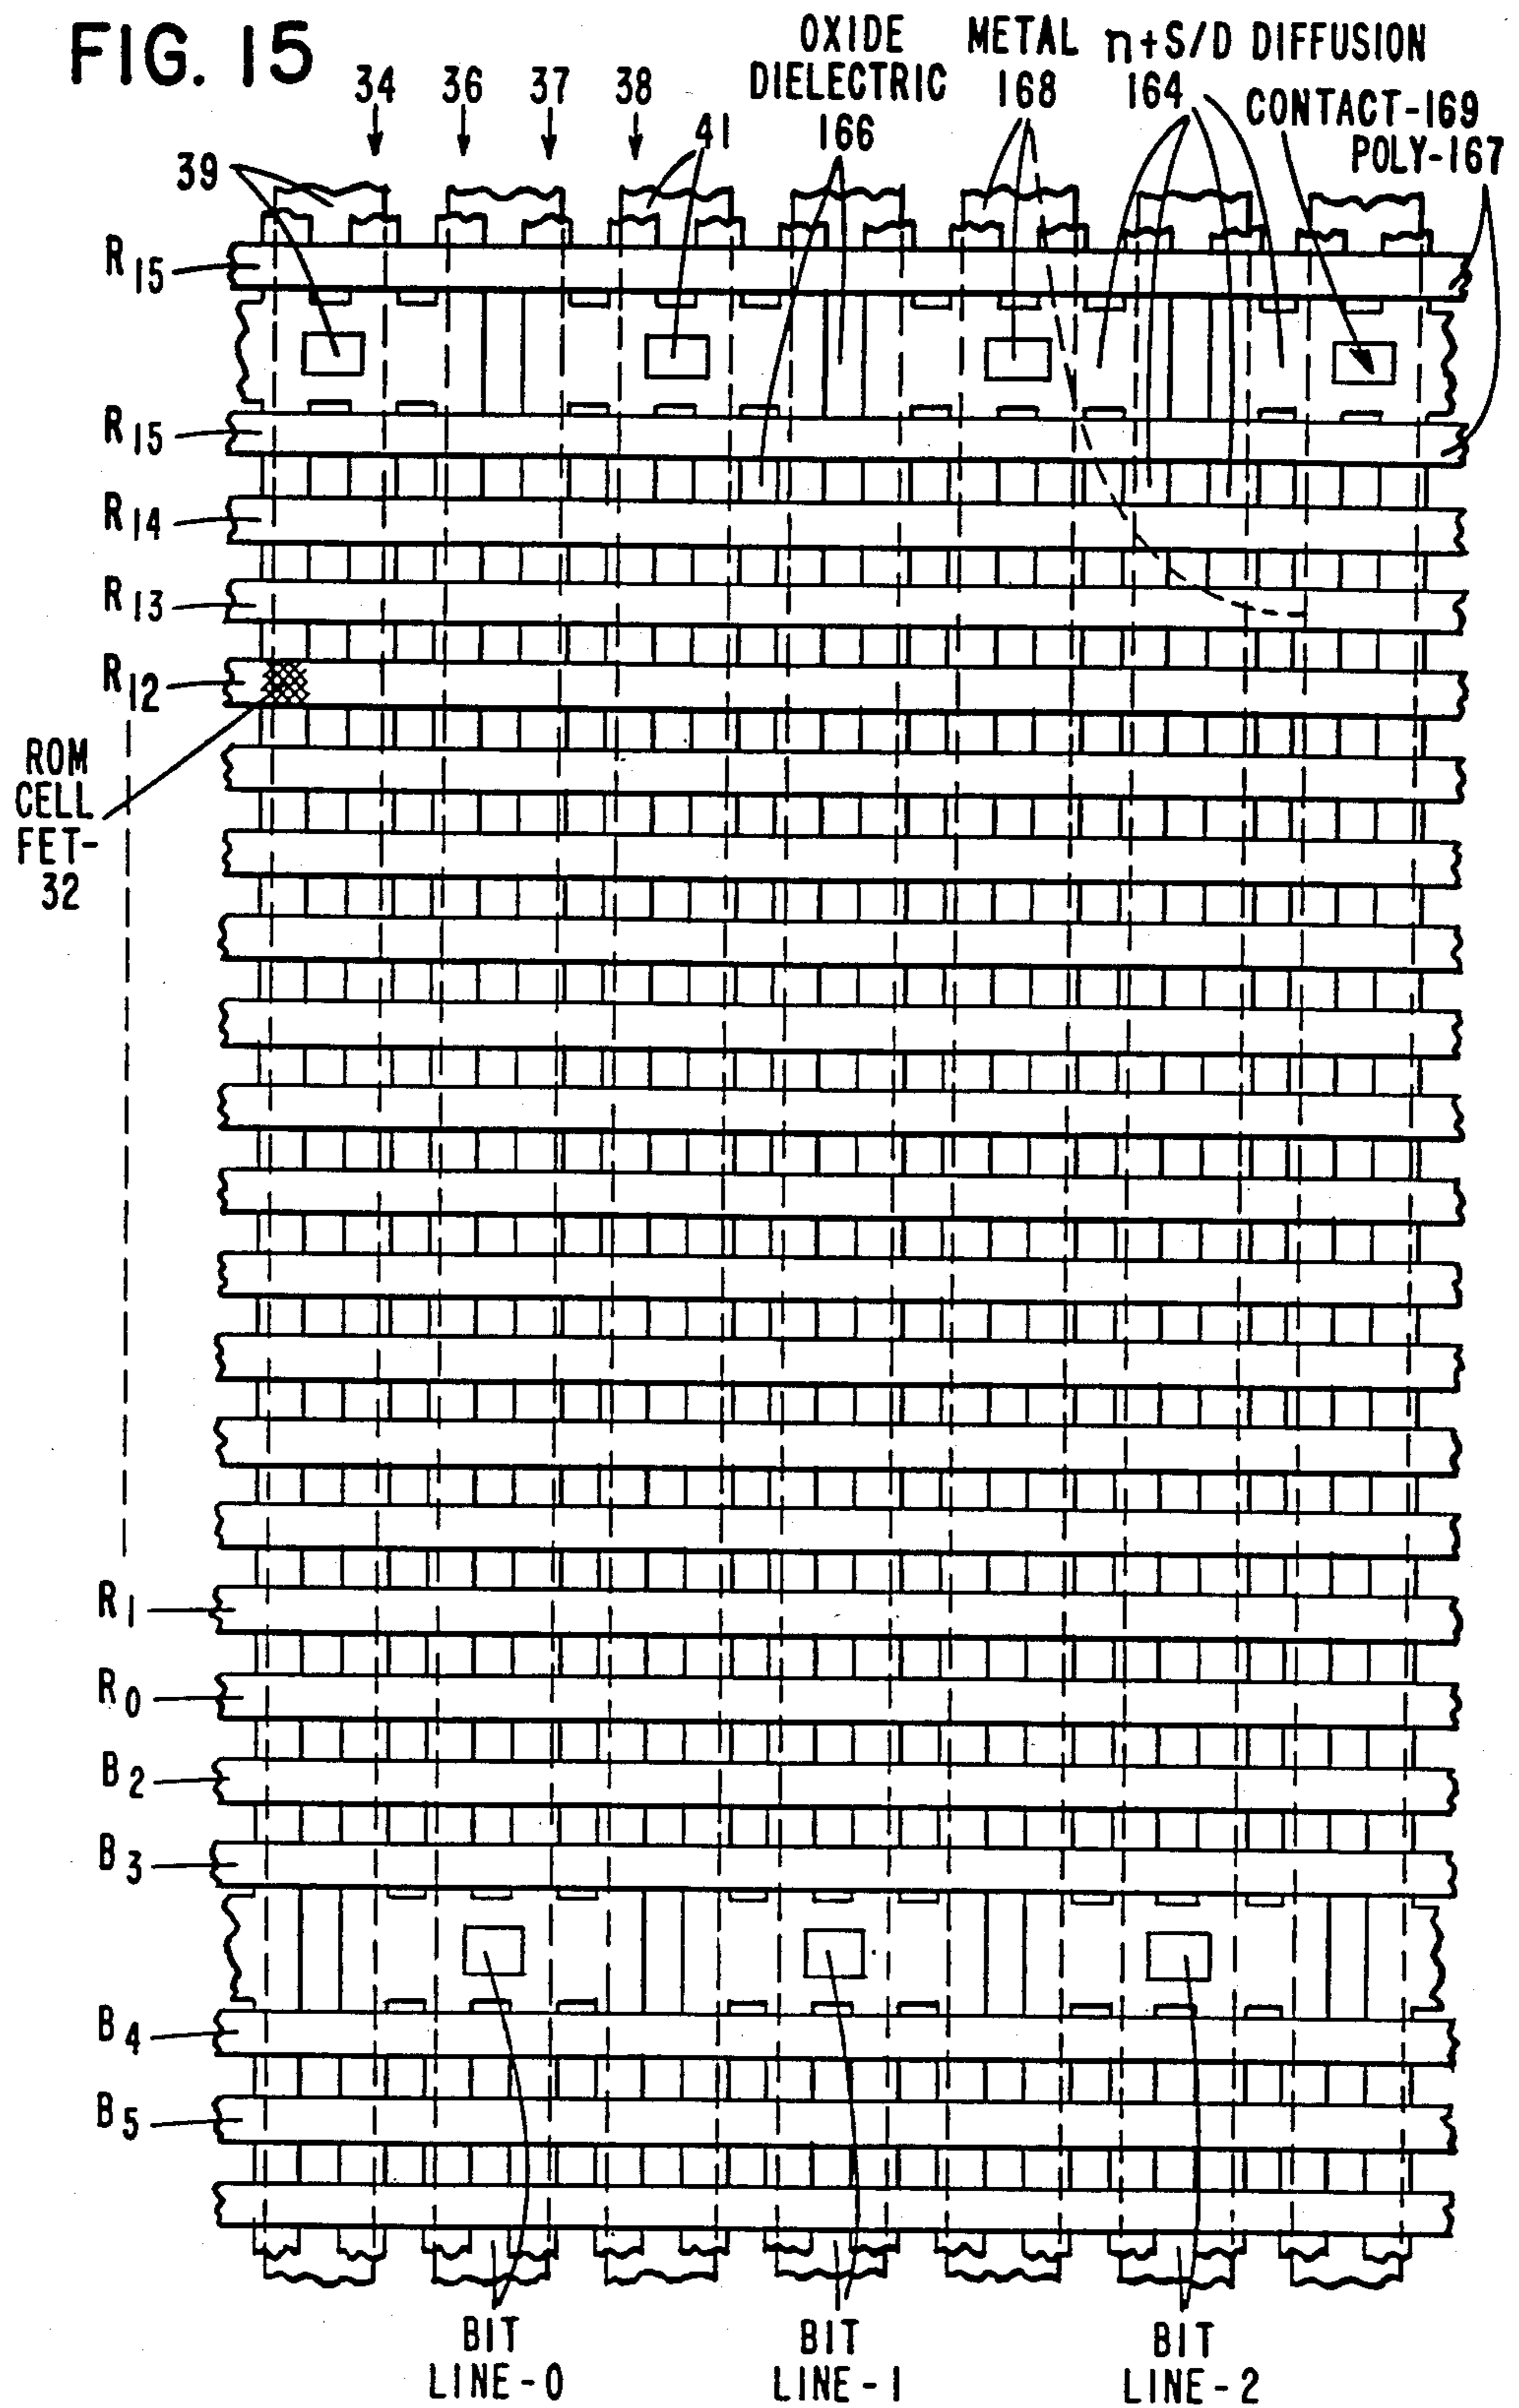 FIG. 15
34
36
37
38
39
41
OXIDE
DIELECTRIC
166
METAL
168
n+S/D DIFFUSION
164
CONTACT-169
POLY-167
R15
R15
R14
R13
R12
ROM
CELL
FET-
32
R1
R0
B2
B3
B4
B5
BIT
LINE-0
BIT
LINE-1
BIT
LINE-2